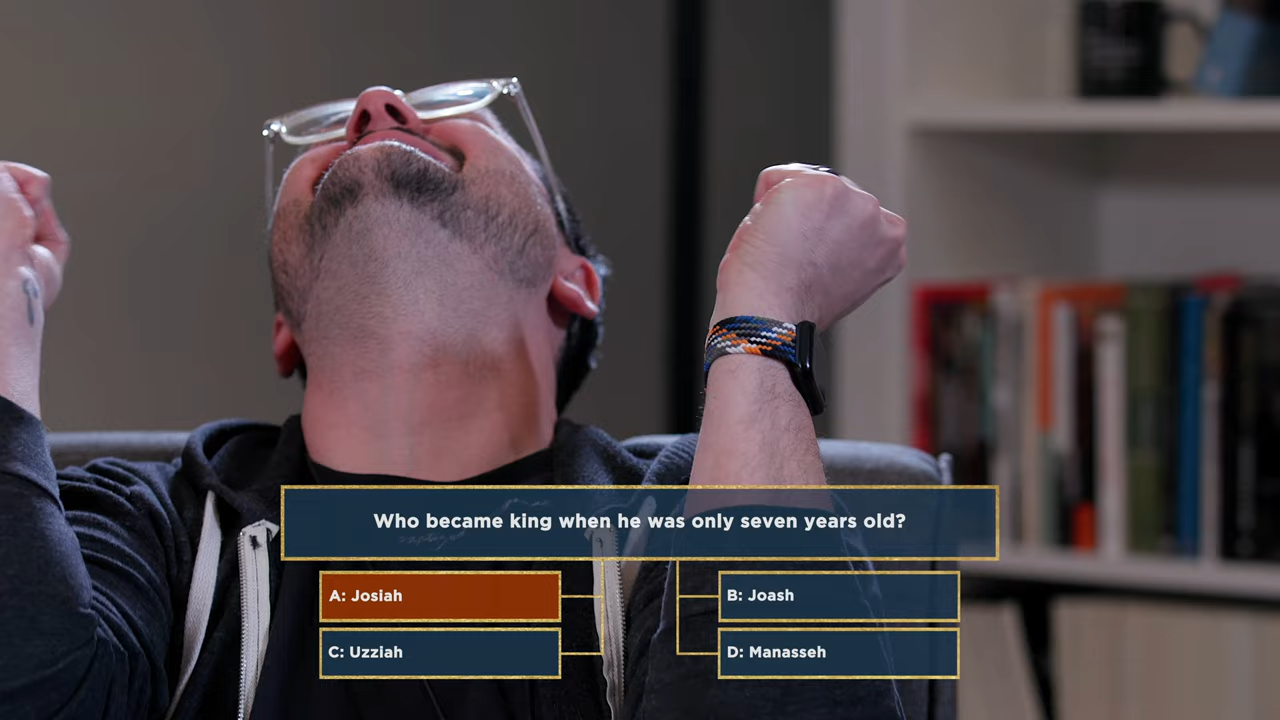 Who became king when he was only seven years old?
A: Josiah
B: Joash
C: Uzziah
D: Manasseh